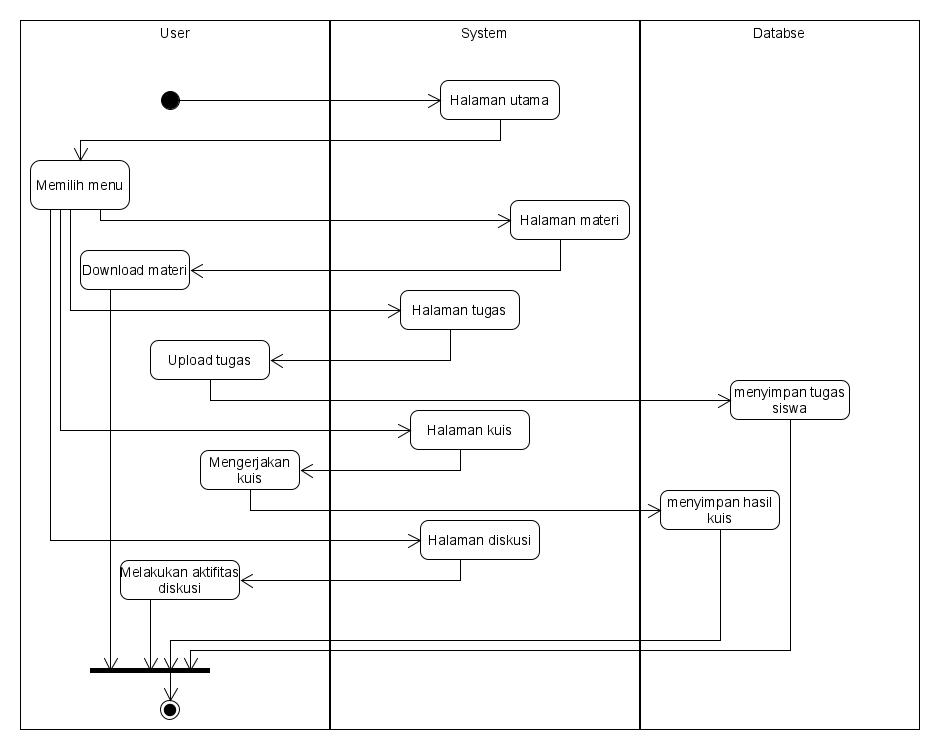 User
System
Databse
Halaman utama
Memilih menu
Halaman materi
Download materi
Halaman tugas
Upload tugas
menyimpan tugas
siswa
Halaman kuis
Mengerjakan
kuis
menyimpan hasil
kuis
Halaman diskusi
Melakukan aktifitas
diskusi